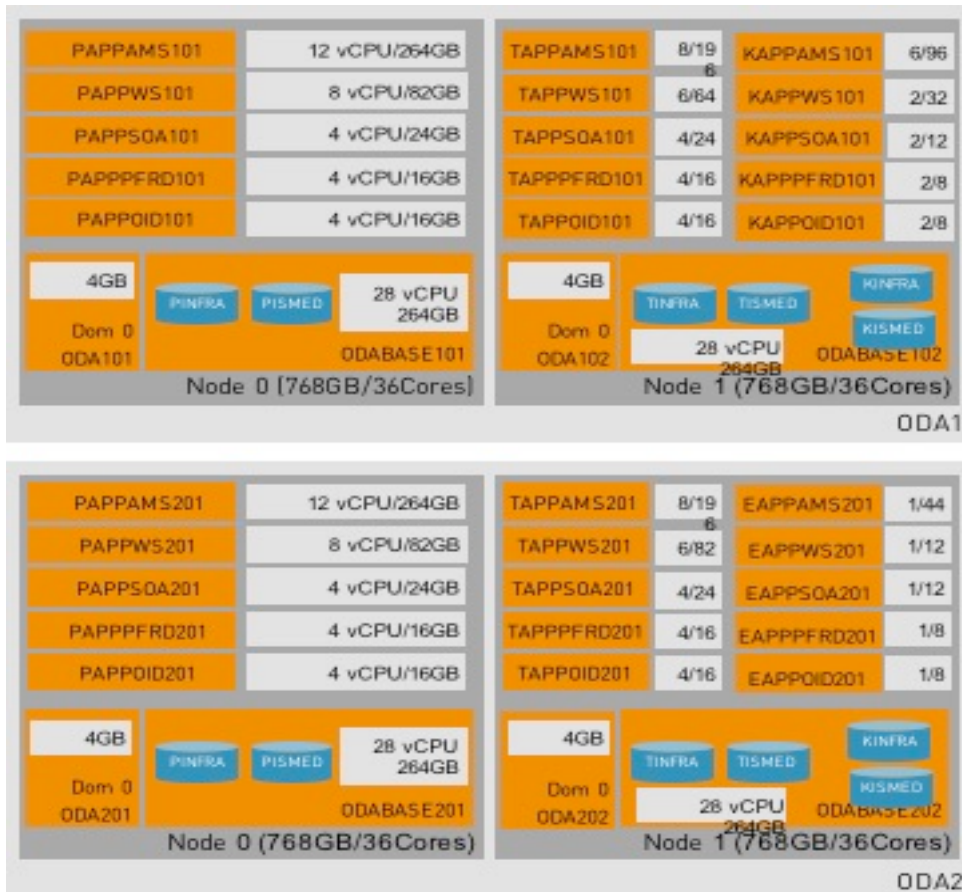 PAPPAMS101 12 vCPU/264GB
PAPPWS101 8 vCPU/82GB
PAPPSOA101 4 vCPU/24GB
PAPPPFRD101 4 vCPU/16GB
PAPPOID101 4 vCPU/16GB
4GB
Dom 0
ODA101
PINFRA
PISMED
28 vCPU
264GB
ODABASE101
Node 0 (768GB/36Cores)
TAPPAMS101 8/196 KAPPAMS101 6/96
TAPPWS101 6/64 KAPPWS101 2/32
TAPPSOA101 4/24 KAPPSOA101 2/12
TAPPPFRD101 4/16 KAPPPFRD101 2/8
TAPPOID101 4/16 KAPPOID101 2/8
4GB
Dom 0
ODA102
TINFRA
TISMED
KINFRA
KISMED
28 vCPU
264GB
ODABASE102
Node 1 (768GB/36Cores)
ODA1
PAPPAMS201 12 vCPU/264GB
PAPPWS201 8 vCPU/82GB
PAPPSOA201 4 vCPU/24GB
PAPPPFRD201 4 vCPU/16GB
PAPPOID201 4 vCPU/16GB
4GB
Dom 0
ODA201
PINFRA
PISMED
28 vCPU
264GB
ODABASE201
Node 0 (768GB/36Cores)
TAPPAMS201 8/196 EAPPAMS201 1/44
TAPPWS201 6/82 EAPPWS201 1/12
TAPPSOA201 4/24 EAPPSOA201 1/12
TAPPPFRD201 4/16 EAPPPFRD201 1/8
TAPPOID201 4/16 EAPPOID201 1/8
4GB
Dom 0
ODA202
TINFRA
TISMED
KINFRA
KISMED
28 vCPU
264GB
ODABASE202
Node 1 (768GB/36Cores)
ODA2